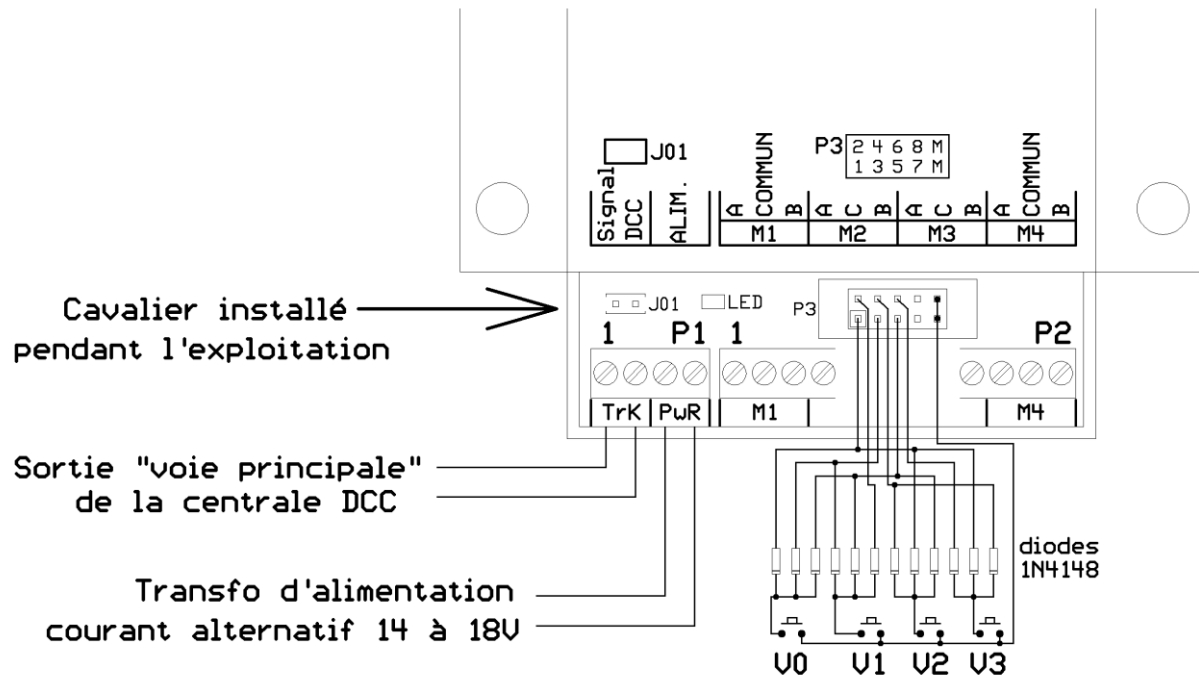 P3
2 4 6 8 M
1 3 5 7 M
J01
Signal
DCC
ALIM.
A COMMUN B
A C B
A C B
A COMMUN B
M1 M2 M3 M4
Cavalier installé
pendant l'exploitation
J01
LED
P3
1 P1 1 P2
TrK PwR M1 M4
Sortie "voie principale"
de la centrale DCC
Transfo d'alimentation
courant alternatif 14 à 18V
diodes
1N4148
V0 V1 V2 V3